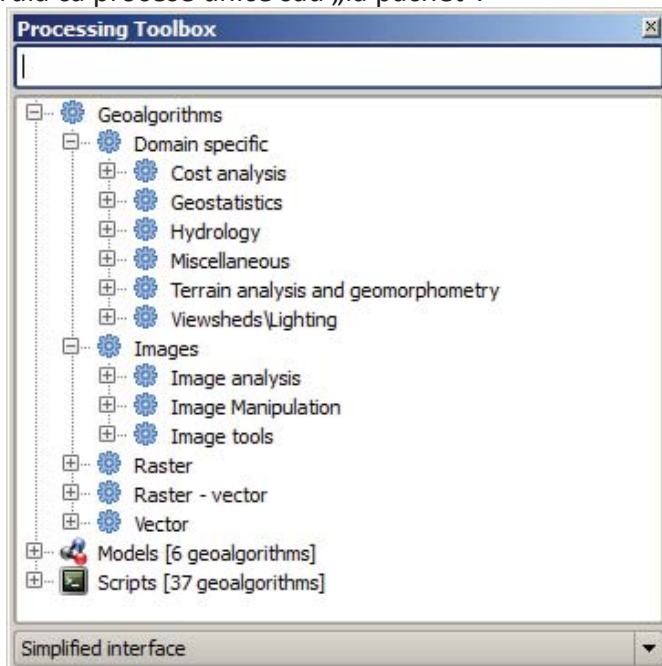 Processing Toolbox
Geoalgorithms
Domain specific
Cost analysis
Geostatistics
Hydrology
Miscellaneous
Terrain analysis and geomorphometry
Viewsheds\Lighting
Images
Image analysis
Image Manipulation
Image tools
Raster
Raster - vector
Vector
Models [6 geoalgorithms]
Scripts [37 geoalgorithms]
Simplified interface